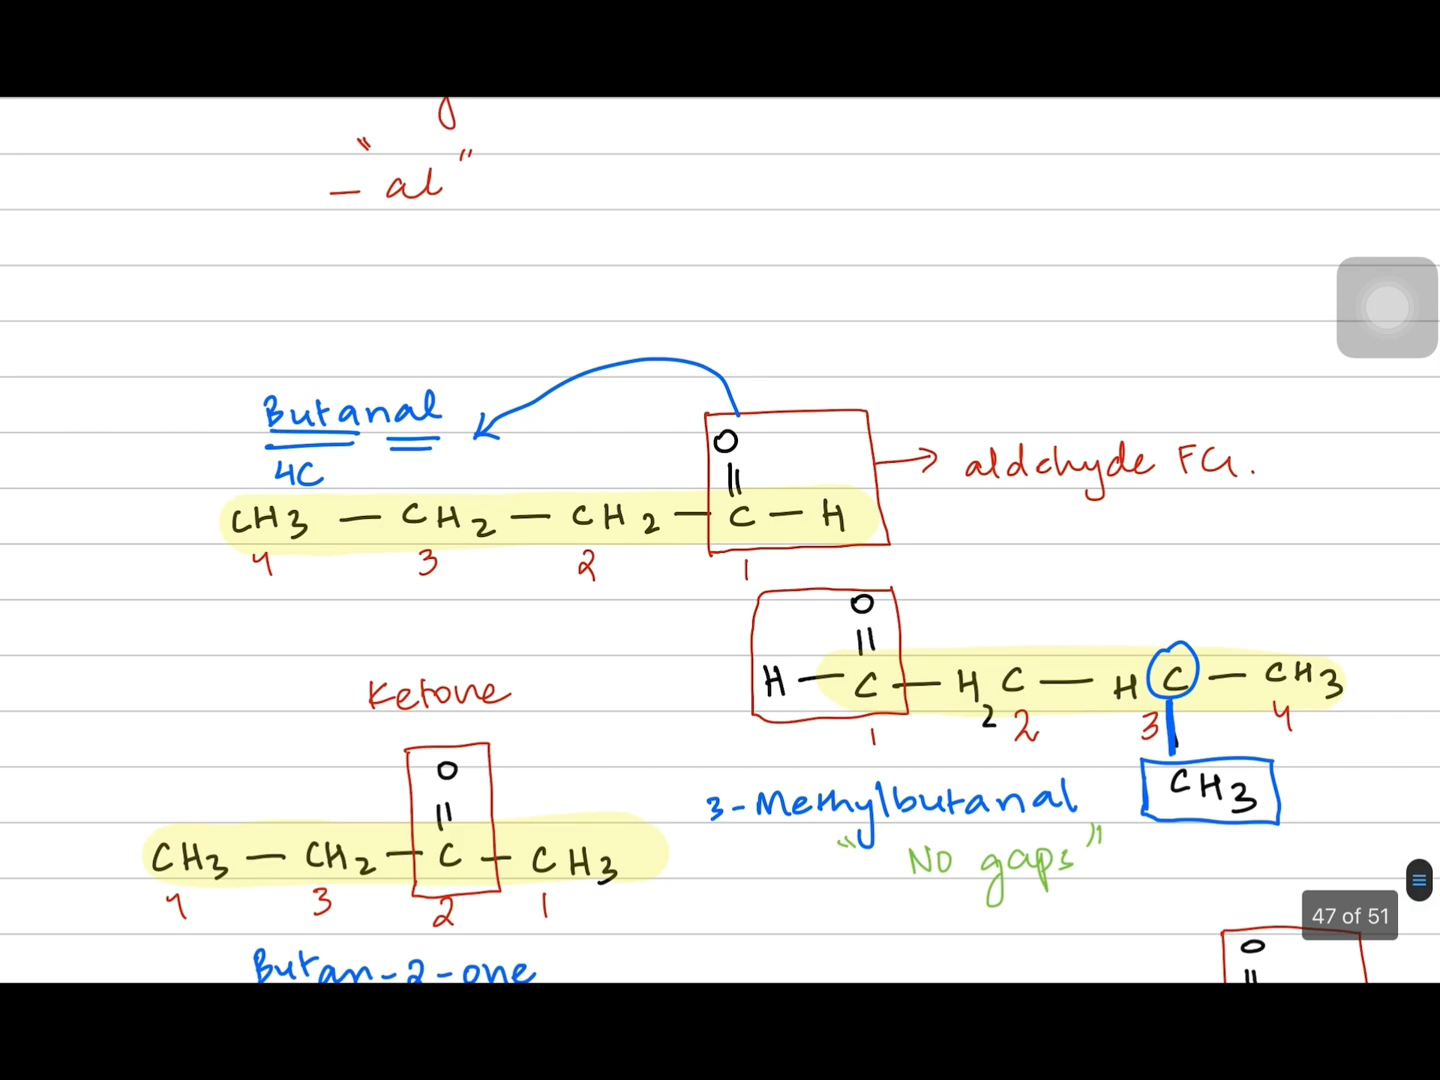 "
– al "
Butanal
4C
O
||
CH3 — CH2 — CH2 — C — H
→ aldehyde FG.
4 3 2 1
O
||
H — C — H2C — HC — CH3
1 2 3 4
CH3
3-Methylbutanal
" No gaps "
Ketone
O
||
CH3 — CH2 — C — CH3
4 3 2 1
Butan-2-one
47 of 51
O
||